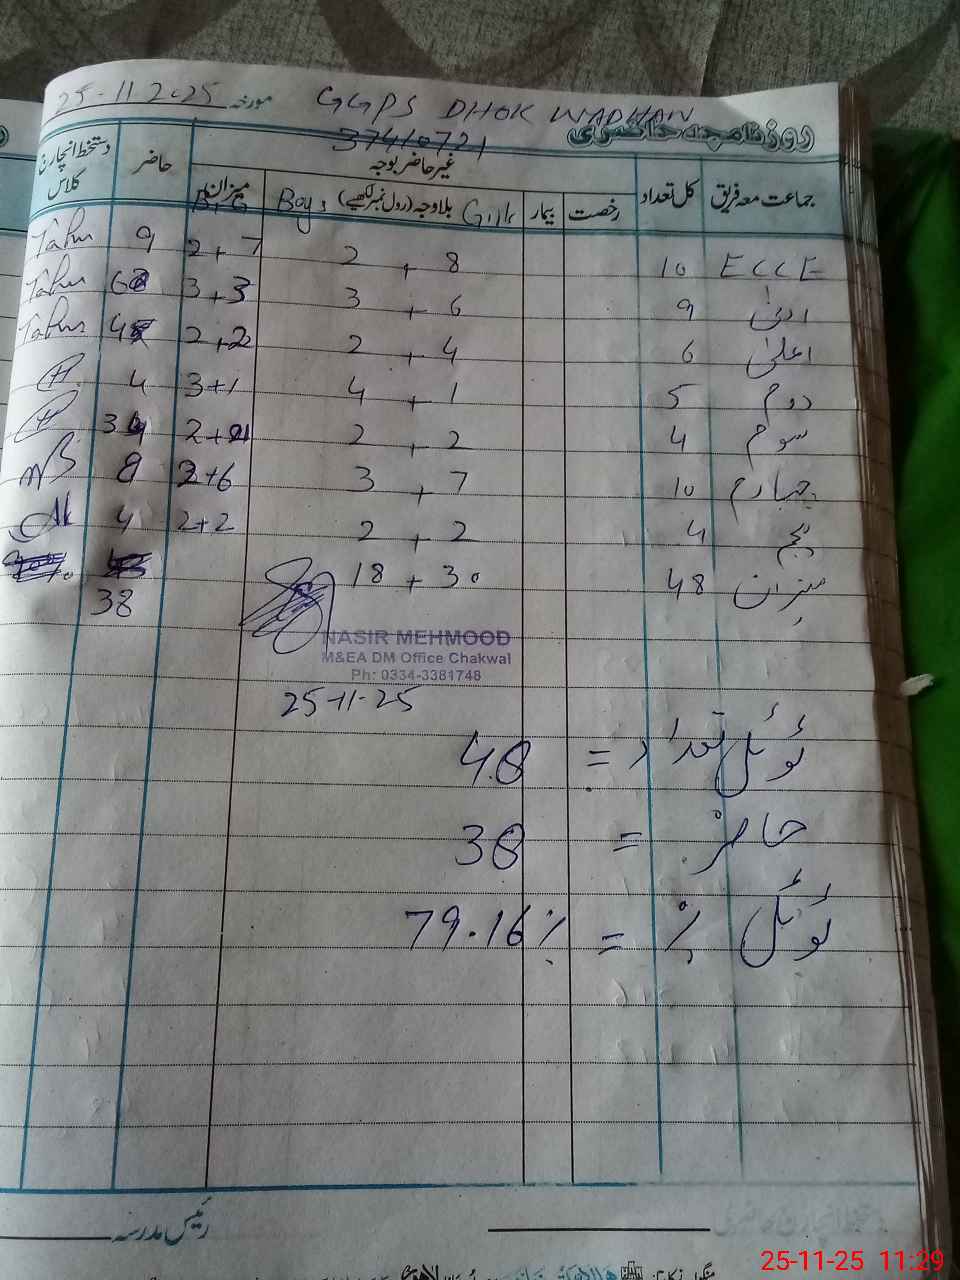 مورخہ 25-11-2025 GGPS DHOK WADHAN
روزنامچہ حاضری
37410721
جماعت معہ فریق کل تعداد غیر حاضر بوجہ حاضر دستخط انچارج کلاس
رخصت بیمار Girls بلاوجہ (رول نمبر لکھیے) Boys میزان B+G
ECCE 10 2 + 8 2+7 9
ادنیٰ 9 3 + 6 3+3 6
اعلیٰ 6 2 + 4 2+2 4
دوم 5 4 + 1 3+1 4
سوم 4 2 + 2 2+ 3
چہارم 10 3 + 7 2+6 8
پنجم 4 2 + 2 2+2 4
میزان 48 18 + 30
38
NASIR MEHMOOD
M&EA DM Office Chakwal
Ph: 0334-3381748
25-11-25
ٹوٹل تعداد = 48
حاضر = 38
ٹوٹل % = 79.16%
دستخط انچارج حاضری رئیس مدرسہ
25-11-25 11:29